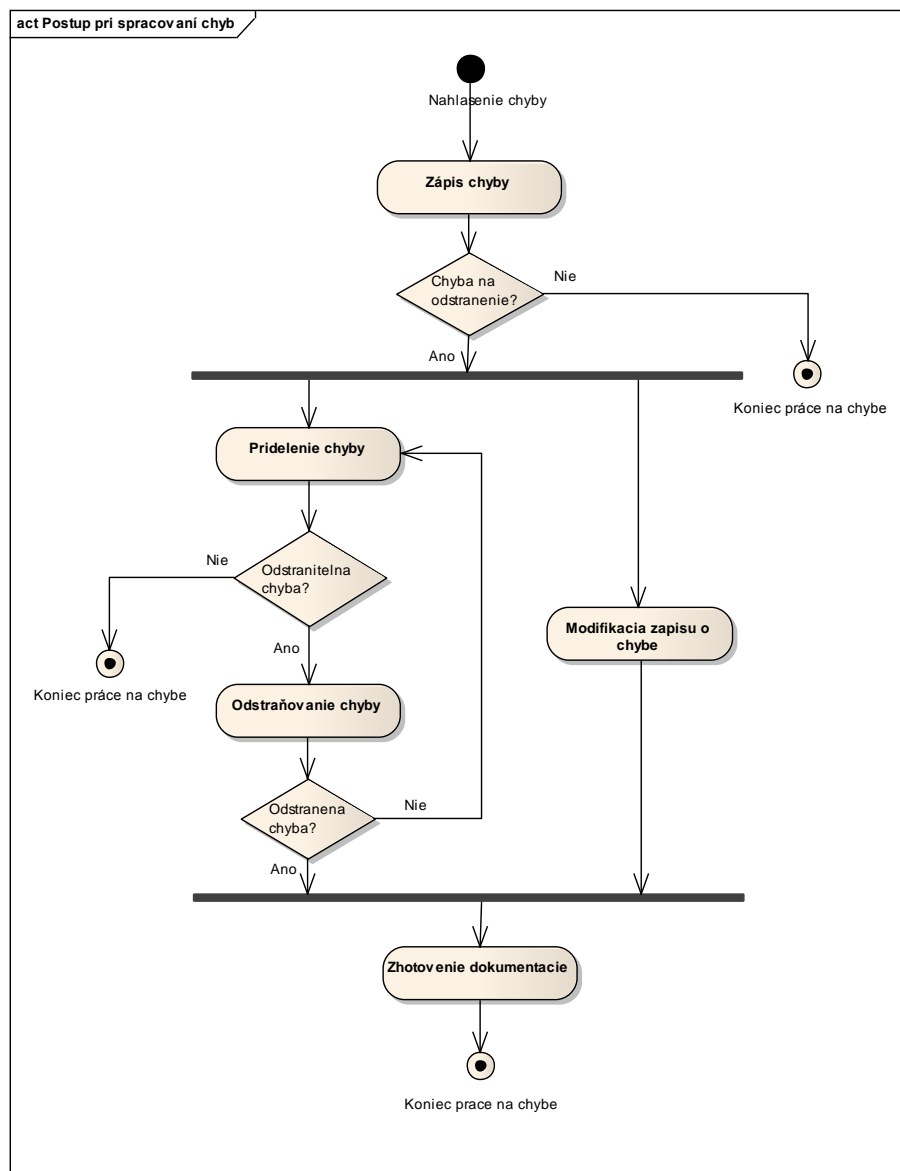 act Postup pri spracovaní chyb
Nahlasenie chyby
Zápis chyby
Chyba na
odstranenie?
Nie
Ano
Koniec práce na chybe
Pridelenie chyby
Nie
Odstranitelna
chyba?
Modifikacia zapisu o
chybe
Ano
Koniec práce na chybe
Odstraňovanie chyby
Odstranena
chyba?
Nie
Ano
Zhotovenie dokumentacie
Koniec prace na chybe